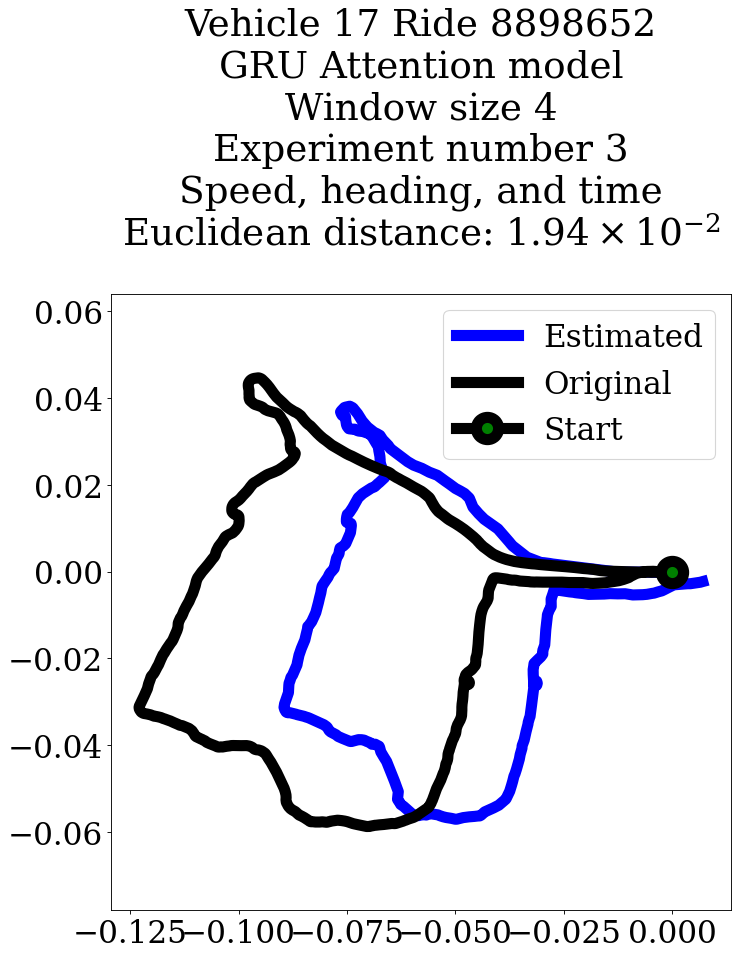 Vehicle 17 Ride 8898652
GRU Attention model
Window size 4
Experiment number 3
Speed, heading, and time
Euclidean distance: 1.94 × 10⁻²
0.06
0.04
0.02
0.00
−0.02
−0.04
−0.06
Estimated
Original
Start
−0.125 −0.100 −0.075 −0.050 −0.025 0.000